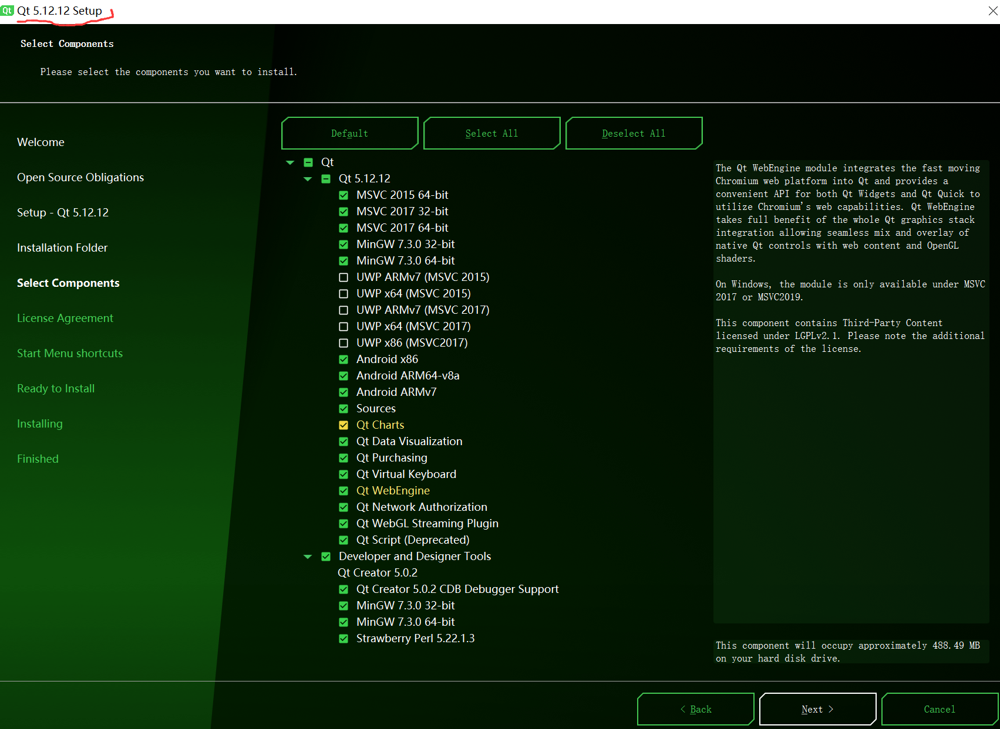 Qt Qt 5.12.12 Setup
Select Components
Please select the components you want to install.
Welcome
Open Source Obligations
Setup - Qt 5.12.12
Installation Folder
Select Components
License Agreement
Start Menu shortcuts
Ready to Install
Installing
Finished
Default
Select All
Deselect All
Qt
Qt 5.12.12
MSVC 2015 64-bit
MSVC 2017 32-bit
MSVC 2017 64-bit
MinGW 7.3.0 32-bit
MinGW 7.3.0 64-bit
UWP ARMv7 (MSVC 2015)
UWP x64 (MSVC 2015)
UWP ARMv7 (MSVC 2017)
UWP x64 (MSVC 2017)
UWP x86 (MSVC2017)
Android x86
Android ARM64-v8a
Android ARMv7
Sources
Qt Charts
Qt Data Visualization
Qt Purchasing
Qt Virtual Keyboard
Qt WebEngine
Qt Network Authorization
Qt WebGL Streaming Plugin
Qt Script (Deprecated)
Developer and Designer Tools
Qt Creator 5.0.2
Qt Creator 5.0.2 CDB Debugger Support
MinGW 7.3.0 32-bit
MinGW 7.3.0 64-bit
Strawberry Perl 5.22.1.3
The Qt WebEngine module integrates the fast moving
Chromium web platform into Qt and provides a
convenient API for both Qt Widgets and Qt Quick to
utilize Chromium's web capabilities. Qt WebEngine
takes full benefit of the whole Qt graphics stack
integration allowing seamless mix and overlay of
native Qt controls with web content and OpenGL
shaders.
On Windows, the module is only available under MSVC
2017 or MSVC2019.
This component contains Third-Party Content
licensed under LGPLv2.1. Please note the additional
requirements of the license.
This component will occupy approximately 488.49 MB
on your hard disk drive.
< Back
Next >
Cancel